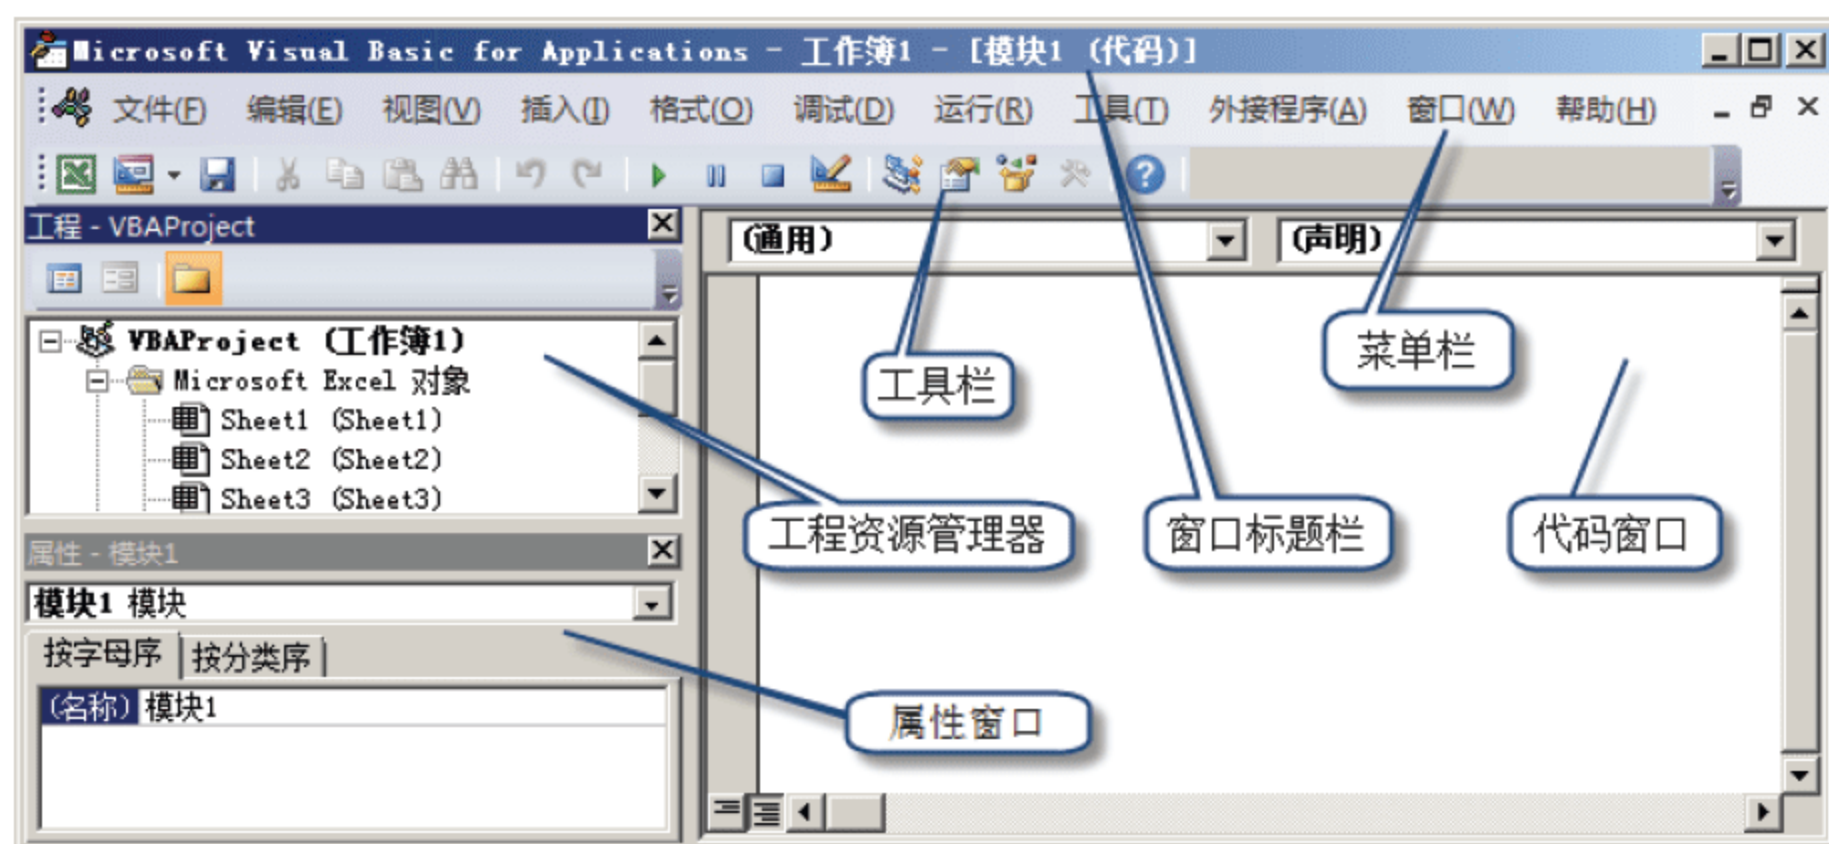 Microsoft Visual Basic for Applications - 工作簿1 - [模块1 (代码)]
文件(F) 编辑(E) 视图(V) 插入(I) 格式(O) 调试(D) 运行(R) 工具(T) 外接程序(A) 窗口(W) 帮助(H)
工程 - VBAProject
(通用)
(声明)
VBAProject (工作簿1)
Microsoft Excel 对象
Sheet1 (Sheet1)
Sheet2 (Sheet2)
Sheet3 (Sheet3)
工具栏
菜单栏
工程资源管理器
窗口标题栏
代码窗口
属性 - 模块1
模块1 模块
按字母序 按分类序
(名称) 模块1
属性窗口